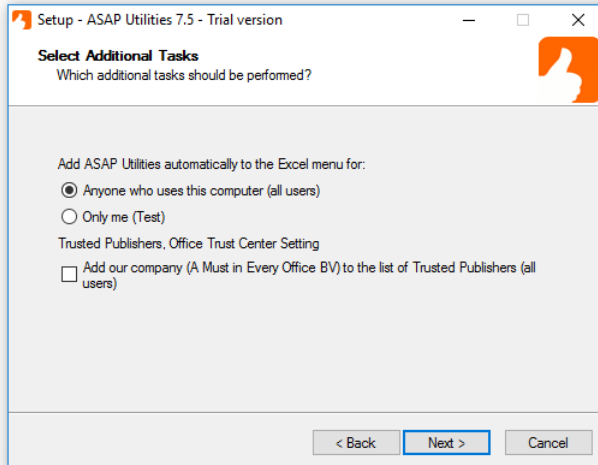 Setup - ASAP Utilities 7.5 - Trial version
Select Additional Tasks
Which additional tasks should be performed?
Add ASAP Utilities automatically to the Excel menu for:
Anyone who uses this computer (all users)
Only me (Test)
Trusted Publishers, Office Trust Center Setting
Add our company (A Must in Every Office BV) to the list of Trusted Publishers (all
users)
< Back Next > Cancel